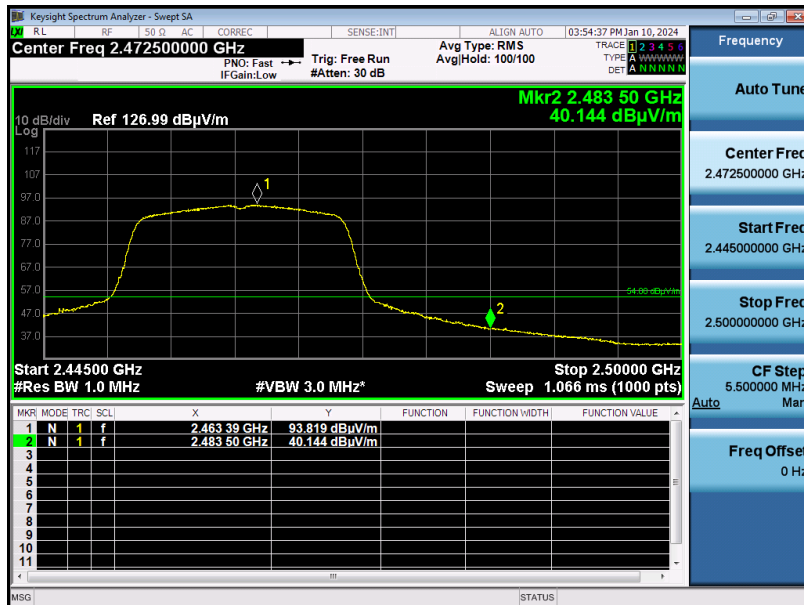 Keysight Spectrum Analyzer - Swept SA
LXI RL RF 50 Ω AC CORREC SENSE:INT ALIGN AUTO 03:54:37 PM Jan 10, 2024
Center Freq 2.472500000 GHz
PNO: Fast
IFGain:Low
Trig: Free Run
#Atten: 30 dB
Avg Type: RMS
Avg|Hold: 100/100
TRACE 1 2 3 4 5 6
TYPE A WWWWW
DET A N N N N N
Mkr2 2.483 50 GHz
40.144 dBµV/m
10 dB/div Ref 126.99 dBµV/m
Log
117
107
97.0
87.0
77.0
67.0
57.0
47.0
37.0
1
2
54.00 dBµV/m
Start 2.44500 GHz Stop 2.50000 GHz
#Res BW 1.0 MHz #VBW 3.0 MHz* Sweep 1.066 ms (1000 pts)
MKR MODE TRC SCL X Y FUNCTION FUNCTION WIDTH FUNCTION VALUE
1 N 1 f 2.463 39 GHz 93.819 dBµV/m
2 N 1 f 2.483 50 GHz 40.144 dBµV/m
3
4
5
6
7
8
9
10
11
MSG STATUS
Frequency
Auto Tune
Center Freq
2.472500000 GHz
Start Freq
2.445000000 GHz
Stop Freq
2.500000000 GHz
CF Step
5.500000 MHz
Auto Man
Freq Offset
0 Hz